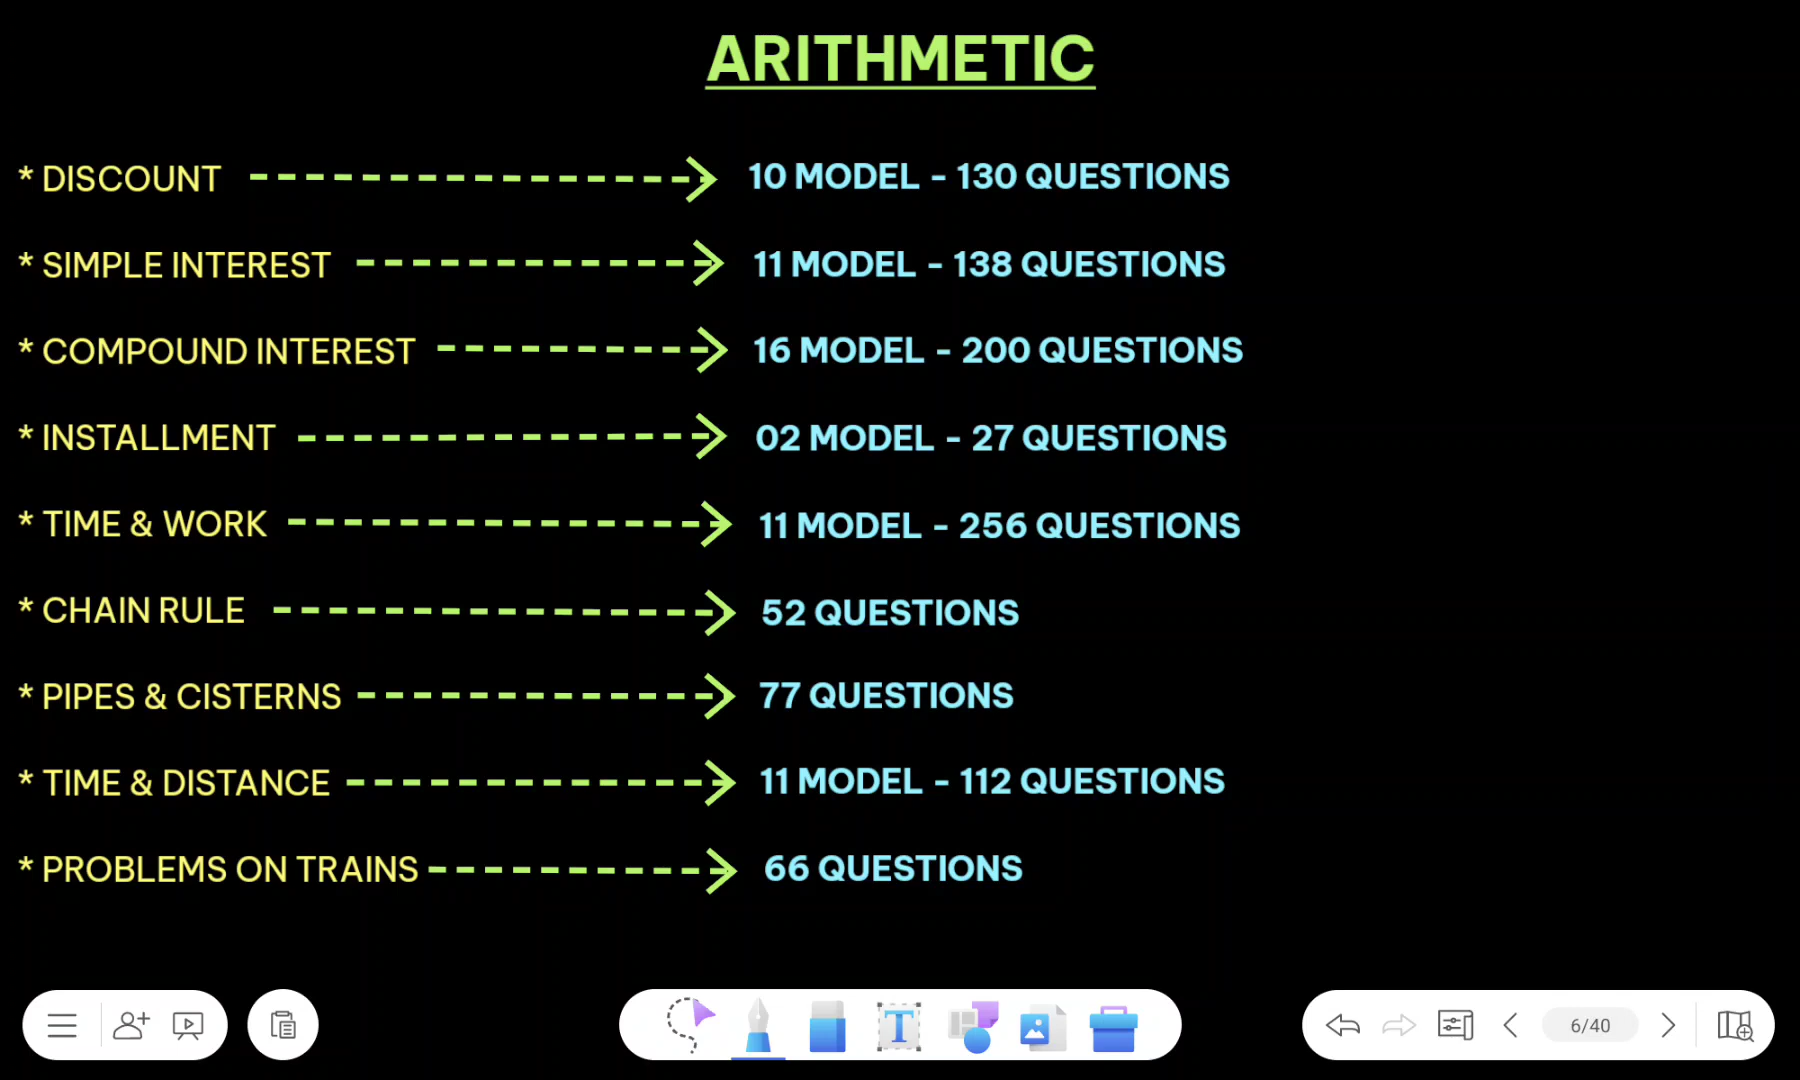 ARITHMETIC
* DISCOUNT 10 MODEL - 130 QUESTIONS
* SIMPLE INTEREST 11 MODEL - 138 QUESTIONS
* COMPOUND INTEREST 16 MODEL - 200 QUESTIONS
* INSTALLMENT 02 MODEL - 27 QUESTIONS
* TIME & WORK 11 MODEL - 256 QUESTIONS
* CHAIN RULE 52 QUESTIONS
* PIPES & CISTERNS 77 QUESTIONS
* TIME & DISTANCE 11 MODEL - 112 QUESTIONS
* PROBLEMS ON TRAINS 66 QUESTIONS
T
6/40